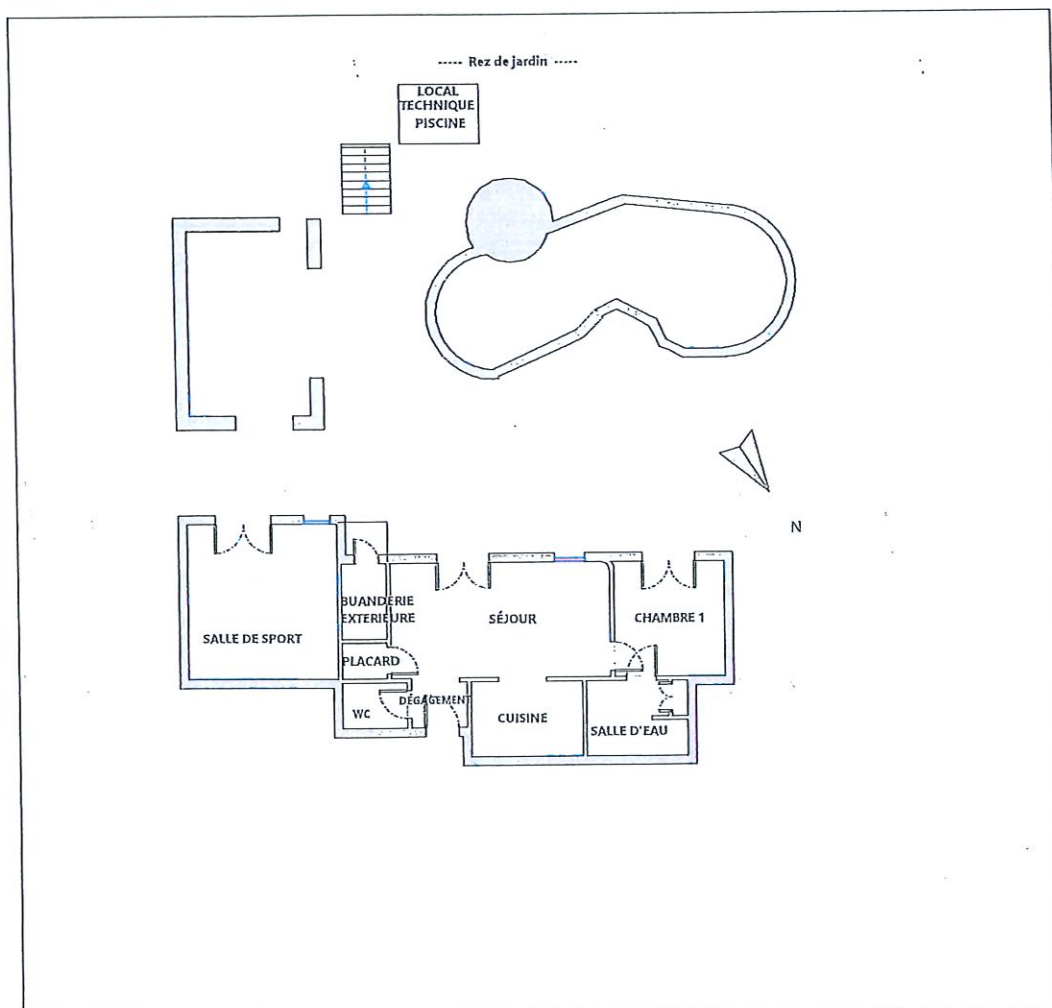 ----- Rez de jardin -----
LOCAL
TECHNIQUE
PISCINE
N
BUANDERIE
EXTERIEURE
SÉJOUR
CHAMBRE 1
SALLE DE SPORT
PLACARD
DÉGAGEMENT
WC
CUISINE
SALLE D'EAU